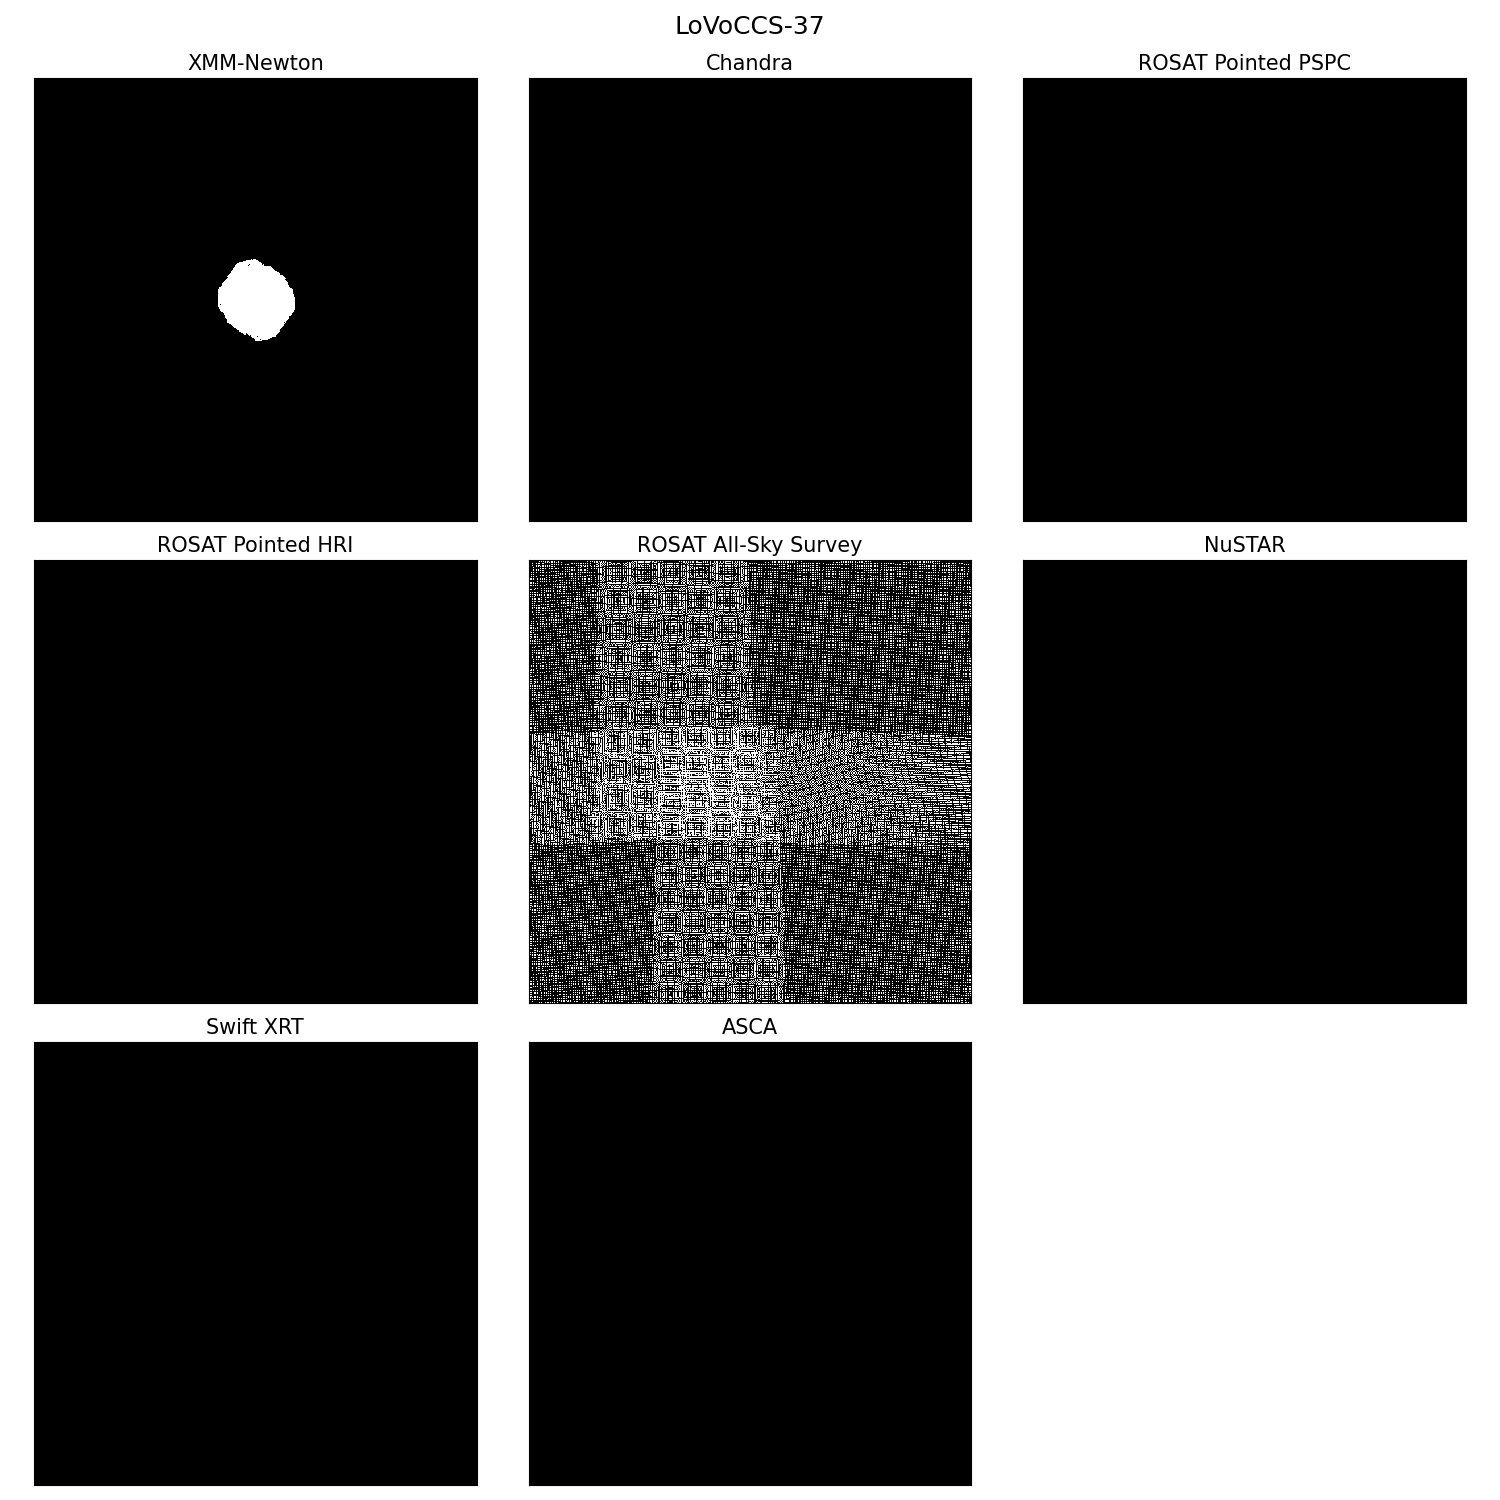 LoVoCCS-37
XMM-Newton
Chandra
ROSAT Pointed PSPC
ROSAT Pointed HRI
ROSAT All-Sky Survey
NuSTAR
Swift XRT
ASCA